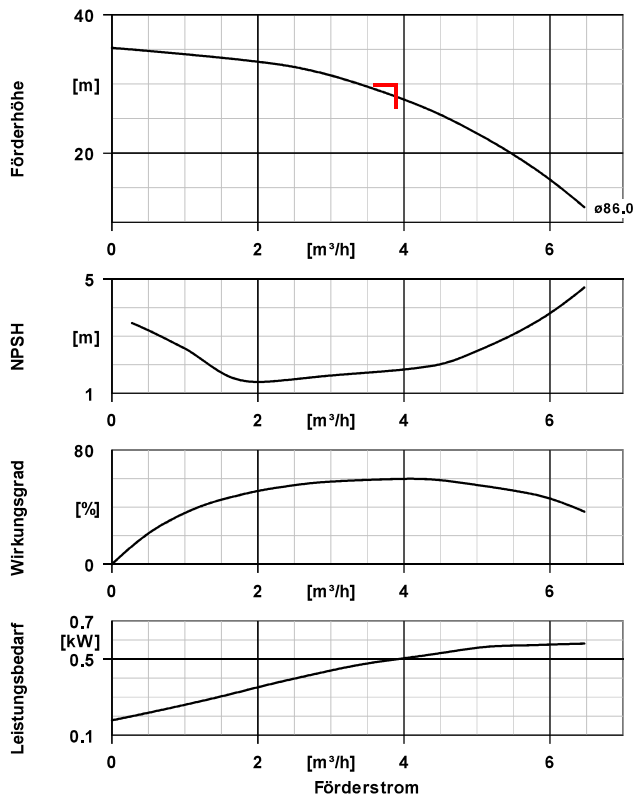 Förderhöhe
40
[m]
20
ø86.0
0 2 [m³/h] 4 6
NPSH
5
[m]
1
0 2 [m³/h] 4 6
Wirkungsgrad
80
[%]
0
0 2 [m³/h] 4 6
Leistungsbedarf
0.7
[kW]
0.5
0.1
0 2 [m³/h] 4 6
Förderstrom